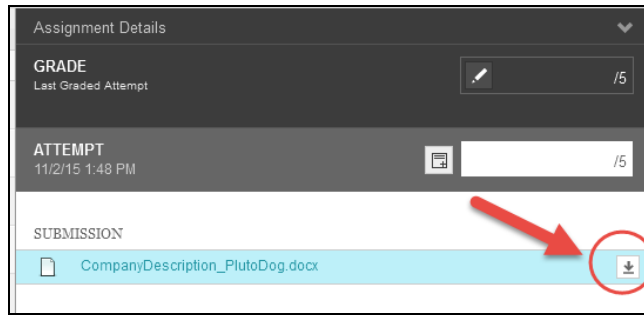 Assignment Details
GRADE
Last Graded Attempt
/5
ATTEMPT
11/2/15 1:48 PM
/5
SUBMISSION
CompanyDescription_PlutoDog.docx